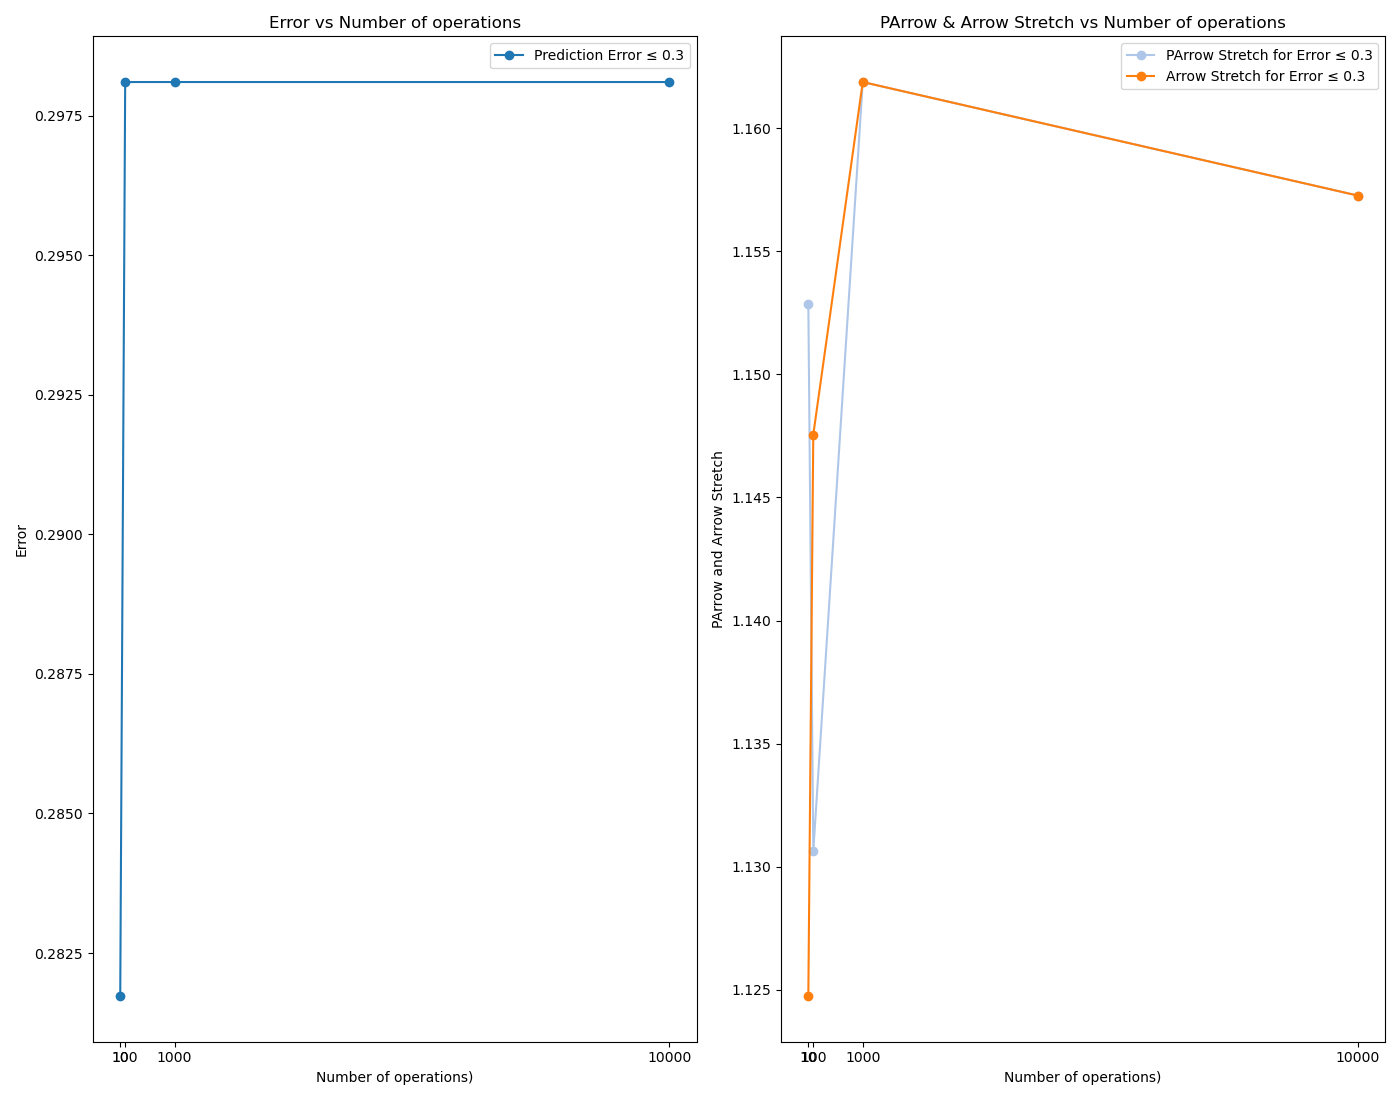 Error vs Number of operations
Prediction Error ≤ 0.3
0.2975
0.2950
0.2925
0.2900
0.2875
0.2850
0.2825
Error
10
100
1000
10000
Number of operations)
PArrow & Arrow Stretch vs Number of operations
PArrow Stretch for Error ≤ 0.3
Arrow Stretch for Error ≤ 0.3
1.160
1.155
1.150
1.145
1.140
1.135
1.130
1.125
PArrow and Arrow Stretch
10
100
1000
10000
Number of operations)